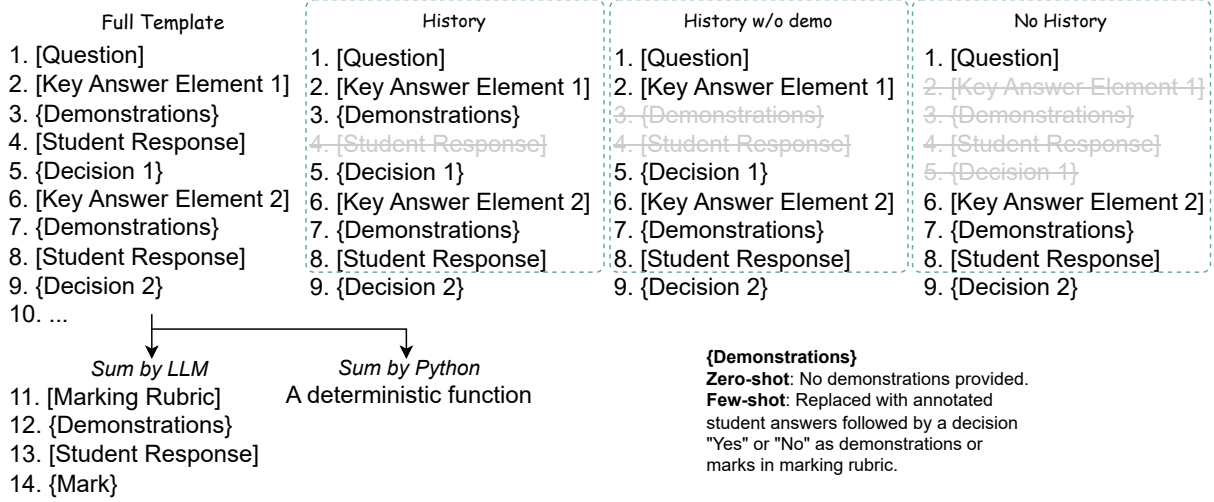 Full Template
1. [Question]
2. [Key Answer Element 1]
3. {Demonstrations}
4. [Student Response]
5. {Decision 1}
6. [Key Answer Element 2]
7. {Demonstrations}
8. [Student Response]
9. {Decision 2}
10. ...
History
1. [Question]
2. [Key Answer Element 1]
3. {Demonstrations}
4. [Student Response]
5. {Decision 1}
6. [Key Answer Element 2]
7. {Demonstrations}
8. [Student Response]
9. {Decision 2}
History w/o demo
1. [Question]
2. [Key Answer Element 1]
3. {Demonstrations}
4. [Student Response]
5. {Decision 1}
6. [Key Answer Element 2]
7. {Demonstrations}
8. [Student Response]
9. {Decision 2}
No History
1. [Question]
2. [Key Answer Element 1]
3. {Demonstrations}
4. [Student Response]
5. {Decision 1}
6. [Key Answer Element 2]
7. {Demonstrations}
8. [Student Response]
9. {Decision 2}
Sum by LLM
11. [Marking Rubric]
12. {Demonstrations}
13. [Student Response]
14. {Mark}
Sum by Python
A deterministic function
{Demonstrations}
Zero-shot: No demonstrations provided.
Few-shot: Replaced with annotated
student answers followed by a decision
"Yes" or "No" as demonstrations or
marks in marking rubric.